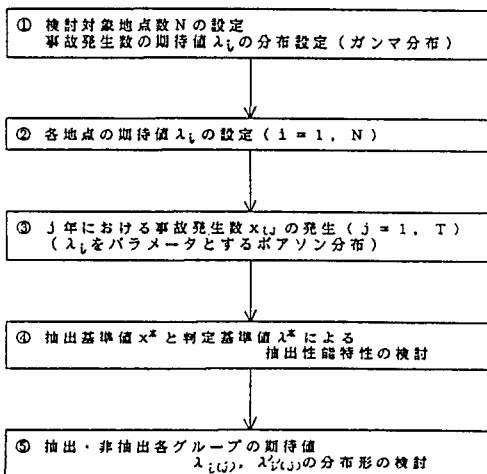 ① 検討対象地点数Nの設定
事故発生数の期待値λiの分布設定(ガンマ分布)
② 各地点の期待値λiの設定(i=1, N)
③ j年における事故発生数xijの発生(j=1, T)
(λiをパラメータとするポアソン分布)
④ 抽出基準値x*と判定基準値λ*による
抽出性能特性の検討
⑤ 抽出・非抽出各グループの期待値
λi(j), λ'i(j)の分布形の検討